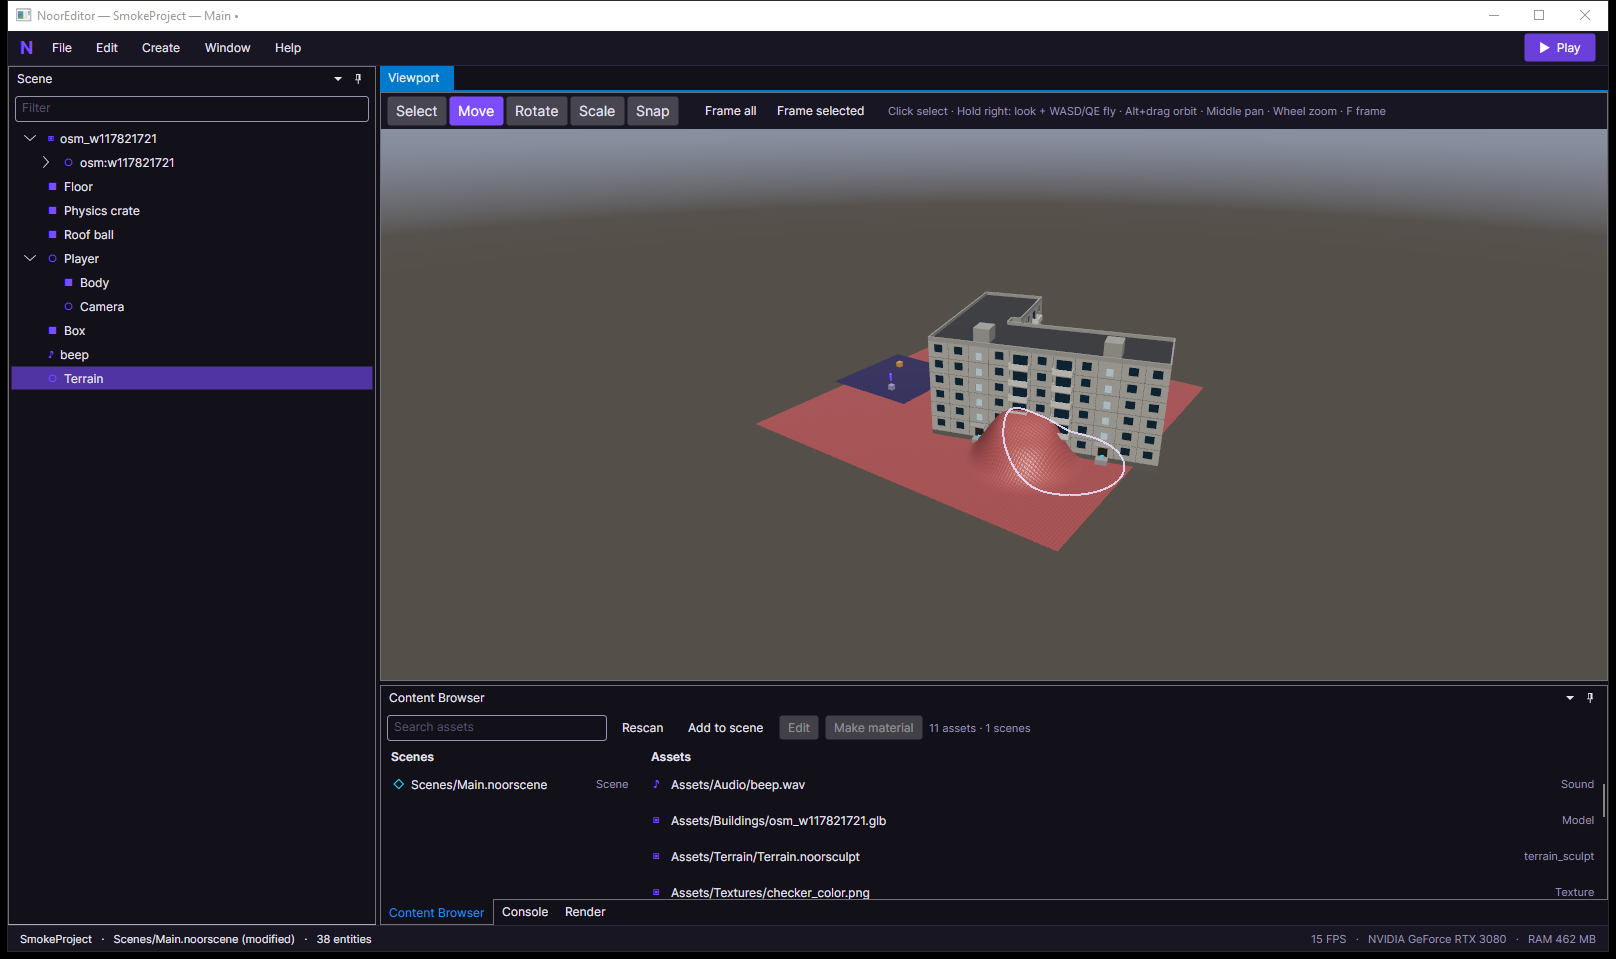 NoorEditor — SmokeProject — Main •
N File Edit Create Window Help
Play
Scene
Filter
osm_w117821721
osm:w117821721
Floor
Physics crate
Roof ball
Player
Body
Camera
Box
beep
Terrain
Viewport
Select Move Rotate Scale Snap Frame all Frame selected Click select · Hold right: look + WASD/QE fly · Alt+drag orbit · Middle pan · Wheel zoom · F frame
Content Browser
Search assets Rescan Add to scene Edit Make material 11 assets · 1 scenes
Scenes
Scenes/Main.noorscene Scene
Assets
Assets/Audio/beep.wav Sound
Assets/Buildings/osm_w117821721.glb Model
Assets/Terrain/Terrain.noorsculpt terrain_sculpt
Assets/Textures/checker_color.png Texture
Content Browser Console Render
SmokeProject · Scenes/Main.noorscene (modified) · 38 entities
15 FPS · NVIDIA GeForce RTX 3080 · RAM 462 MB